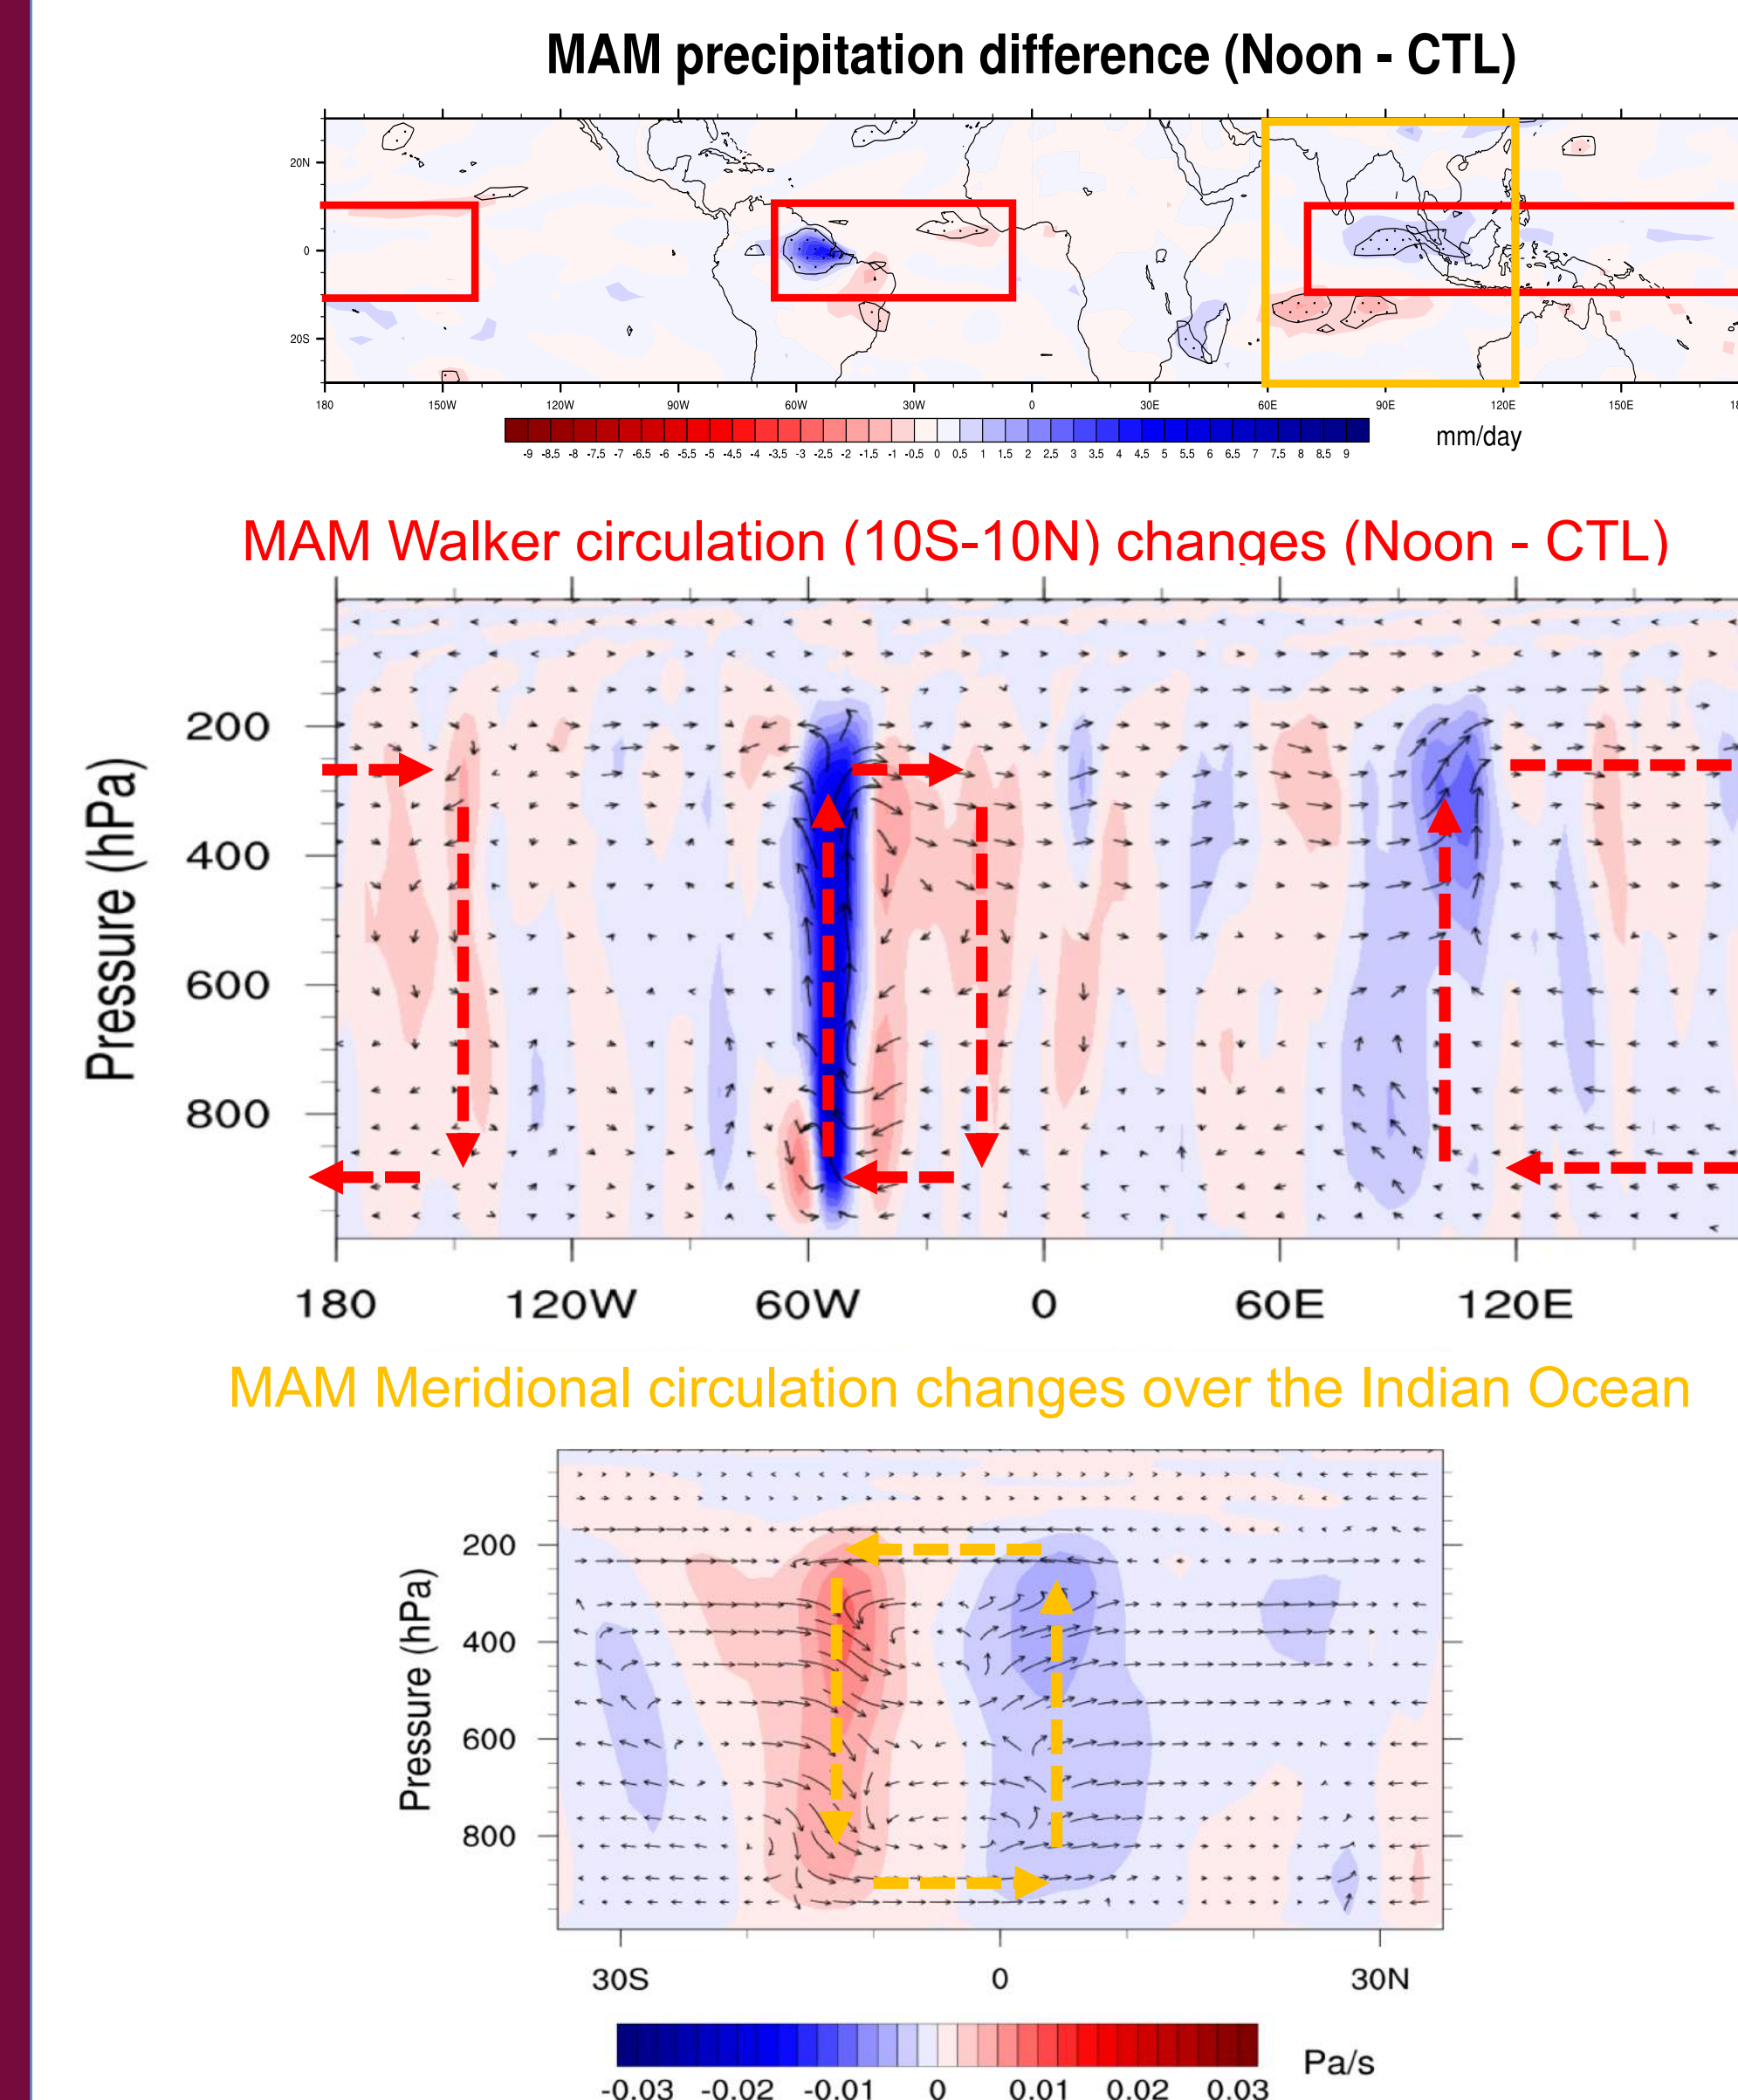 MAM precipitation difference (Noon - CTL)
20N
0
20S
180 150W 120W 90W 60W 30W 0 30E 60E 90E 120E 150E 18
-9 -8.5 -8 -7.5 -7 -6.5 -6 -5.5 -5 -4.5 -4 -3.5 -3 -2.5 -2 -1.5 -1 -0.5 0 0.5 1 1.5 2 2.5 3 3.5 4 4.5 5 5.5 6 6.5 7 7.5 8 8.5 9
mm/day
MAM Walker circulation (10S-10N) changes (Noon - CTL)
Pressure (hPa)
200
400
600
800
180 120W 60W 0 60E 120E
MAM Meridional circulation changes over the Indian Ocean
Pressure (hPa)
200
400
600
800
30S 0 30N
Pa/s
-0.03 -0.02 -0.01 0 0.01 0.02 0.03